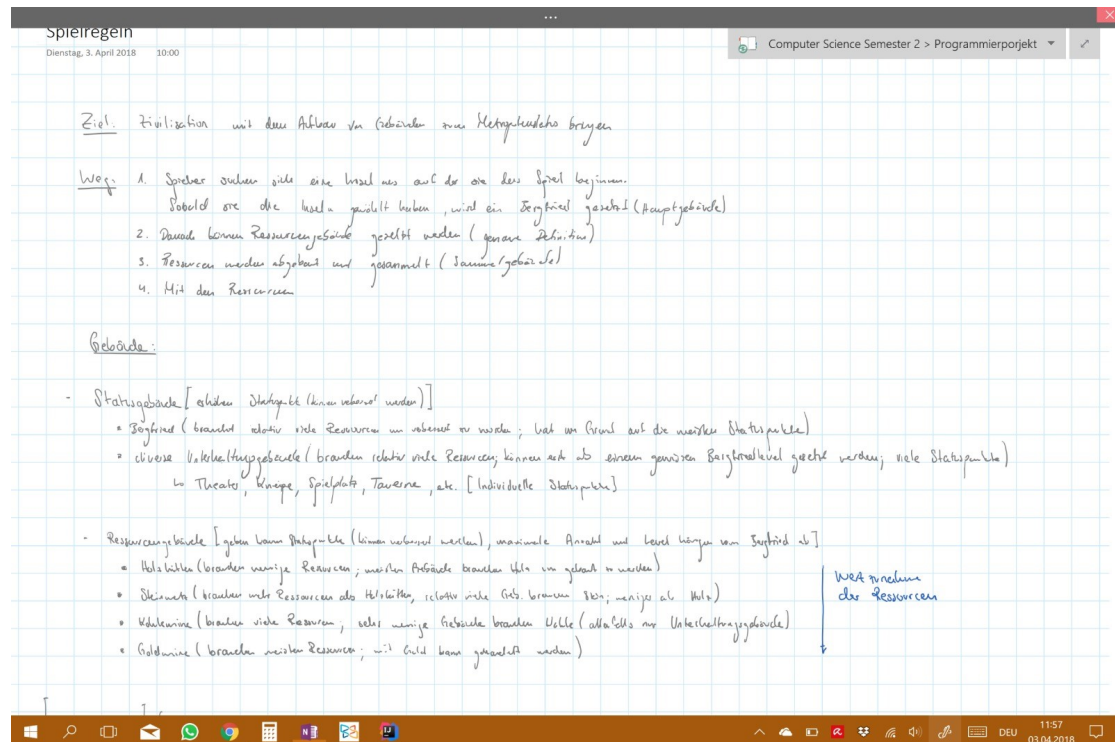 ...
Spielregeln
Dienstag, 3. April 2018 10:00
Computer Science Semester 2 > Programmierporjekt
Ziel: Zivilisation mit dem Aufbau von Gebäuden zum bringen
Weg: 1. Spieler suchen sich eine Insel aus auf der sie das Spiel beginnen.
Sobald sie die Inseln gewählt haben, wird ein Bergfried gesetzt (Hauptgebäude)
2. Danach können Ressourcengebäude gesetzt werden (genaue Definition)
3. Ressourcen werden abgebaut und gesammelt (Sammelgebäude)
4. Mit den Ressourcen
Gebäude:
- Statusgebäude [erhöhen Statuspunkte (können verbessert werden)]
Bergfried (braucht relativ viele Ressourcen um verbessert zu werden; hat von Grund auf die meisten Statuspunkte)
diverse Unterhaltungsgebäude (brauchen relativ viele Ressourcen; können erst ab einem gewissen Bergfriedlevel gesetzt werden; viele Statuspunkte)
↳ Theater, Kneipe, Spielplatz, Taverne, etc. [Individuelle Statuspunkte]
- Ressourcengebäude [geben kaum Statuspunkte (können verbessert werden), maximale Anzahl und Level hängen vom Bergfried ab]
Holzhütten (brauchen wenige Ressourcen; meisten Gebäude brauchen Holz um gebaut zu werden)
(brauchen mehr Ressourcen als Holzhütten, relativ viele Geb. brauchen Stein; weniger als Holz)
Kohlemine (brauchen viele Ressourcen; sehr wenige Gebäude brauchen Kohle ( nur Unterhaltungsgebäude)
Goldmine (brauchen meisten Ressourcen; mit Gold kann gehandelt werden)
Wertzunahme
der Ressourcen
DEU
11:57
03.04.2018